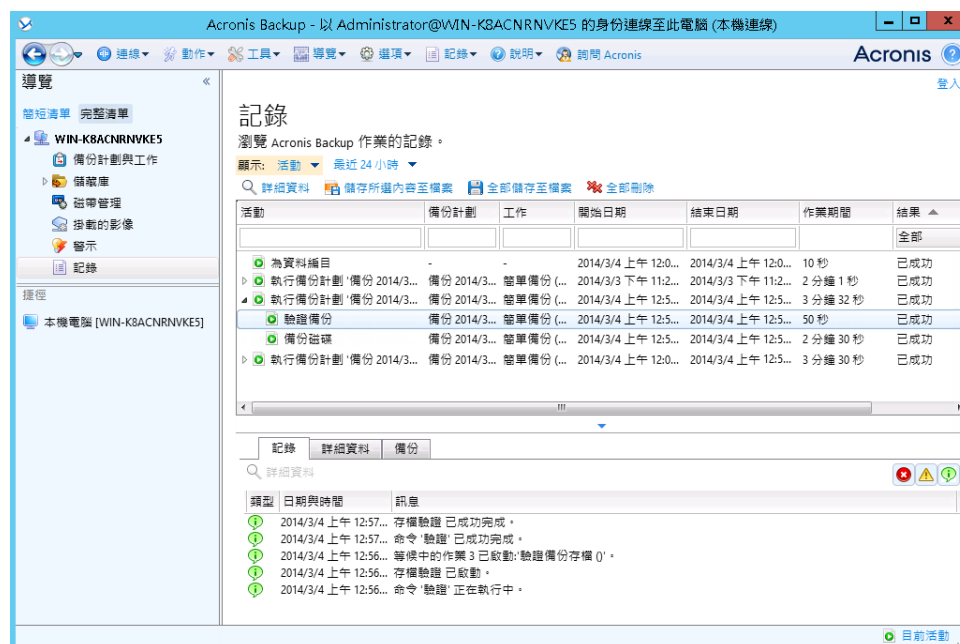 Acronis Backup - 以 Administrator@WIN-K8ACNRNVKE5 的身份連線至此電腦 (本機連線)
連線 動作 工具 導覽 選項 記錄 說明 詢問 Acronis Acronis
導覽
登入
簡短清單 完整清單
WIN-K8ACNRNVKE5
備份計劃與工作
儲藏庫
磁帶管理
掛載的影像
警示
記錄
捷徑
本機電腦 [WIN-K8ACNRNVKE5]
記錄
瀏覽 Acronis Backup 作業的記錄。
顯示: 活動 最近 24 小時
詳細資料 儲存所選內容至檔案 全部儲存至檔案 全部刪除
活動 備份計劃 工作 開始日期 結束日期 作業期間 結果
全部
為資料編目 - - 2014/3/4 上午 12:0... 2014/3/4 上午 12:0... 10 秒 已成功
執行備份計劃 '備份 2014/3... 備份 2014/3... 簡單備份 (... 2014/3/3 下午 11:2... 2014/3/3 下午 11:2... 2 分鐘 1 秒 已成功
執行備份計劃 '備份 2014/3... 備份 2014/3... 簡單備份 (... 2014/3/4 上午 12:5... 2014/3/4 上午 12:5... 3 分鐘 32 秒 已成功
驗證備份 備份 2014/3... 簡單備份 (... 2014/3/4 上午 12:5... 2014/3/4 上午 12:5... 50 秒 已成功
備份磁碟 備份 2014/3... 簡單備份 (... 2014/3/4 上午 12:5... 2014/3/4 上午 12:5... 2 分鐘 30 秒 已成功
執行備份計劃 '備份 2014/3... 備份 2014/3... 簡單備份 (... 2014/3/4 上午 12:0... 2014/3/4 上午 12:5... 3 分鐘 30 秒 已成功
記錄 詳細資料 備份
詳細資料
類型 日期與時間 訊息
2014/3/4 上午 12:57... 存檔驗證 已成功完成。
2014/3/4 上午 12:57... 命令 '驗證' 已成功完成。
2014/3/4 上午 12:56... 等候中的作業 3 已啟動:'驗證備份存檔 ()'。
2014/3/4 上午 12:56... 存檔驗證 已啟動。
2014/3/4 上午 12:56... 命令 '驗證' 正在執行中。
目前活動